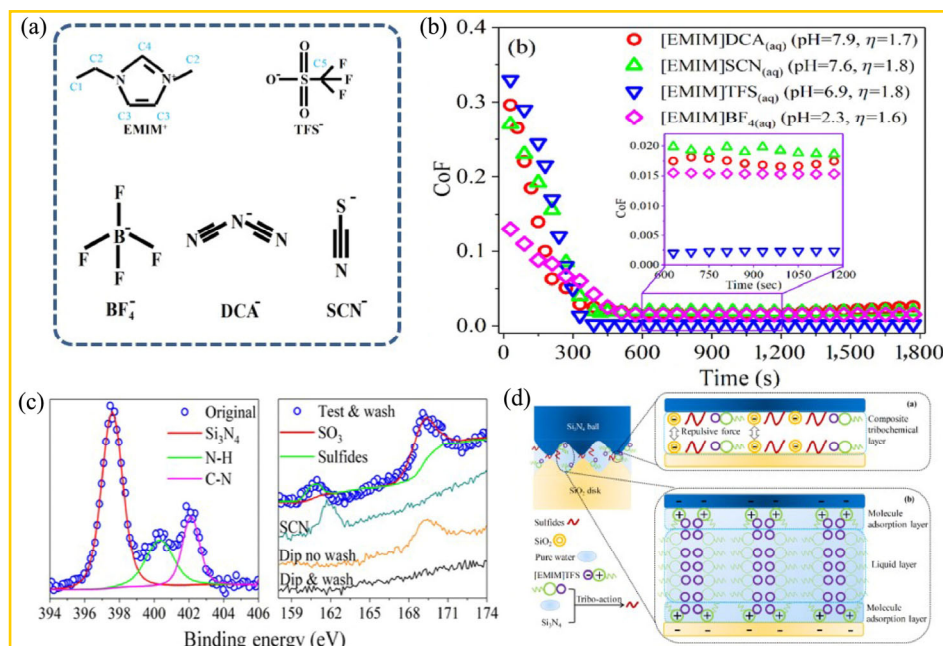 (a)
C2
C1
C4
N
N⁺
C2
C3
C3
EMIM⁺
O
O⁻
S
O
C5
F
F
F
TFS⁻
F
F
B⁻
F
F
BF₄⁻
N
N⁻
N
DCA⁻
S⁻
N
SCN⁻
(b)
(b)
[EMIM]DCA(aq) (pH=7.9, η=1.7)
[EMIM]SCN(aq) (pH=7.6, η=1.8)
[EMIM]TFS(aq) (pH=6.9, η=1.8)
[EMIM]BF₄(aq) (pH=2.3, η=1.6)
CoF
0.4
0.3
0.2
0.1
0.0
0 300 600 900 1,200 1,500 1,800
Time (s)
CoF
0.020
0.015
0.010
0.005
0.000
600 750 900 1050 1200
Time (sec)
(c)
Original
Si₃N₄
N-H
C-N
394 396 398 400 402 404 406
Test & wash
SO₃
Sulfides
SCN
Dip no wash
Dip & wash
159 162 165 168 171 174
Binding energy (eV)
(d)
Si₃N₄ ball
SiO₂ disk
Sulfides
SiO₂
Pure water
[EMIM]TFS
Si₃N₄
Tribo-action
(a)
Repulsive force
Composite
tribochemical
layer
(b)
Molecule
adsorption layer
Liquid layer
Molecule
adsorption layer